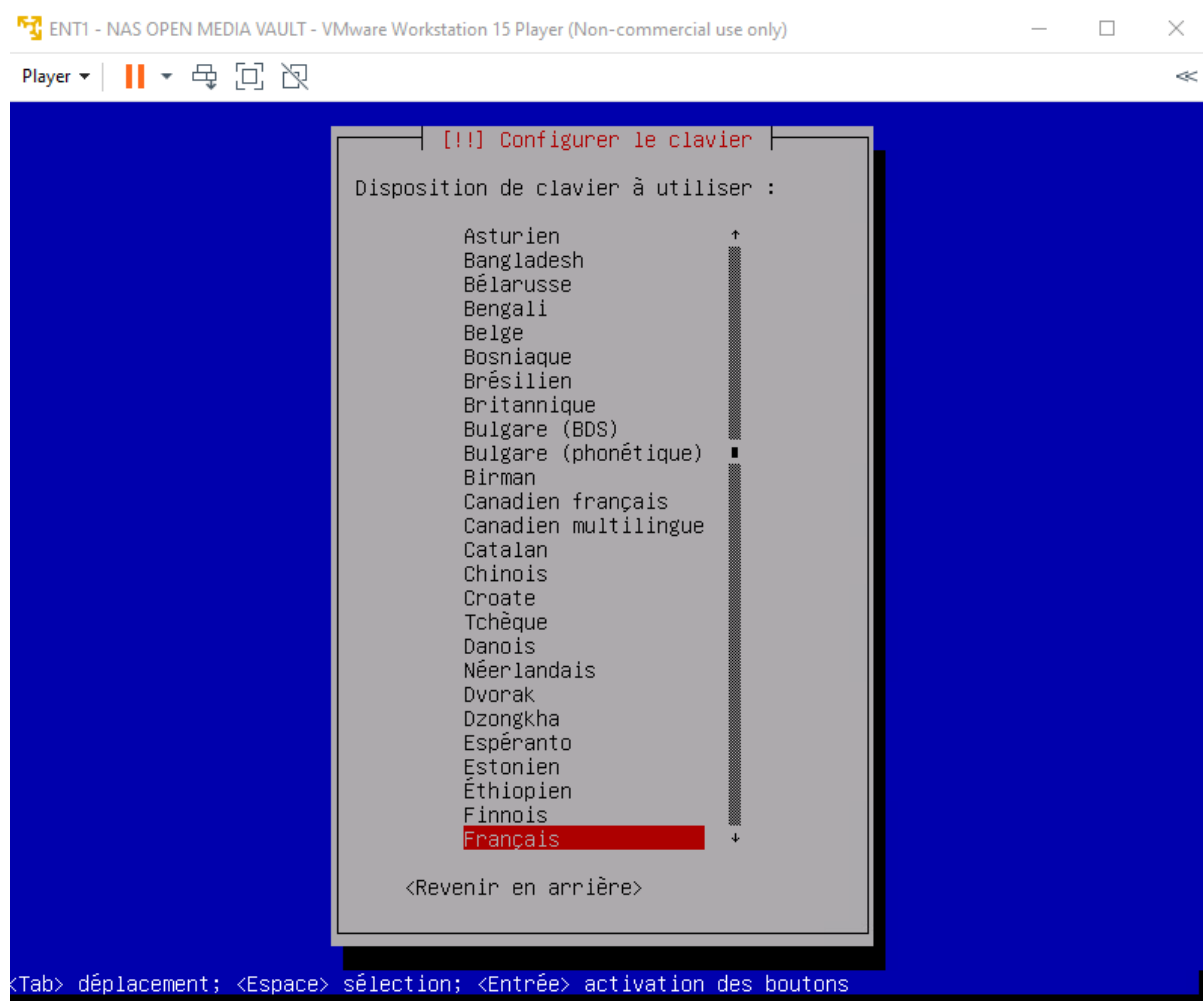 ENT1 - NAS OPEN MEDIA VAULT - VMware Workstation 15 Player (Non-commercial use only)
Player
[!!] Configurer le clavier
Disposition de clavier à utiliser :
Asturien
Bangladesh
Bélarusse
Bengali
Belge
Bosniaque
Brésilien
Britannique
Bulgare (BDS)
Bulgare (phonétique)
Birman
Canadien français
Canadien multilingue
Catalan
Chinois
Croate
Tchèque
Danois
Néerlandais
Dvorak
Dzongkha
Espéranto
Estonien
Éthiopien
Finnois
Français
<Revenir en arrière>
<Tab> déplacement; <Espace> sélection; <Entrée> activation des boutons